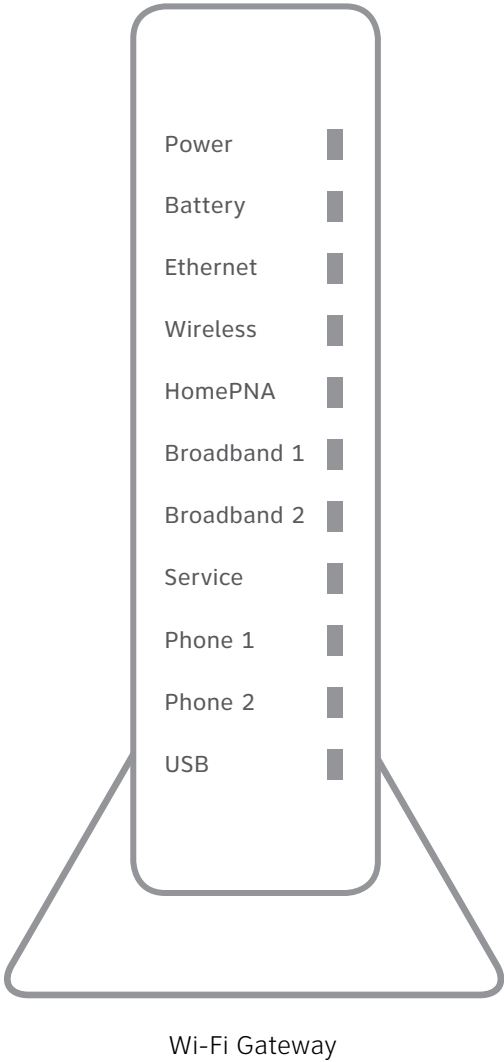 Power
Battery
Ethernet
Wireless
HomePNA
Broadband 1
Broadband 2
Service
Phone 1
Phone 2
USB
Wi-Fi Gateway